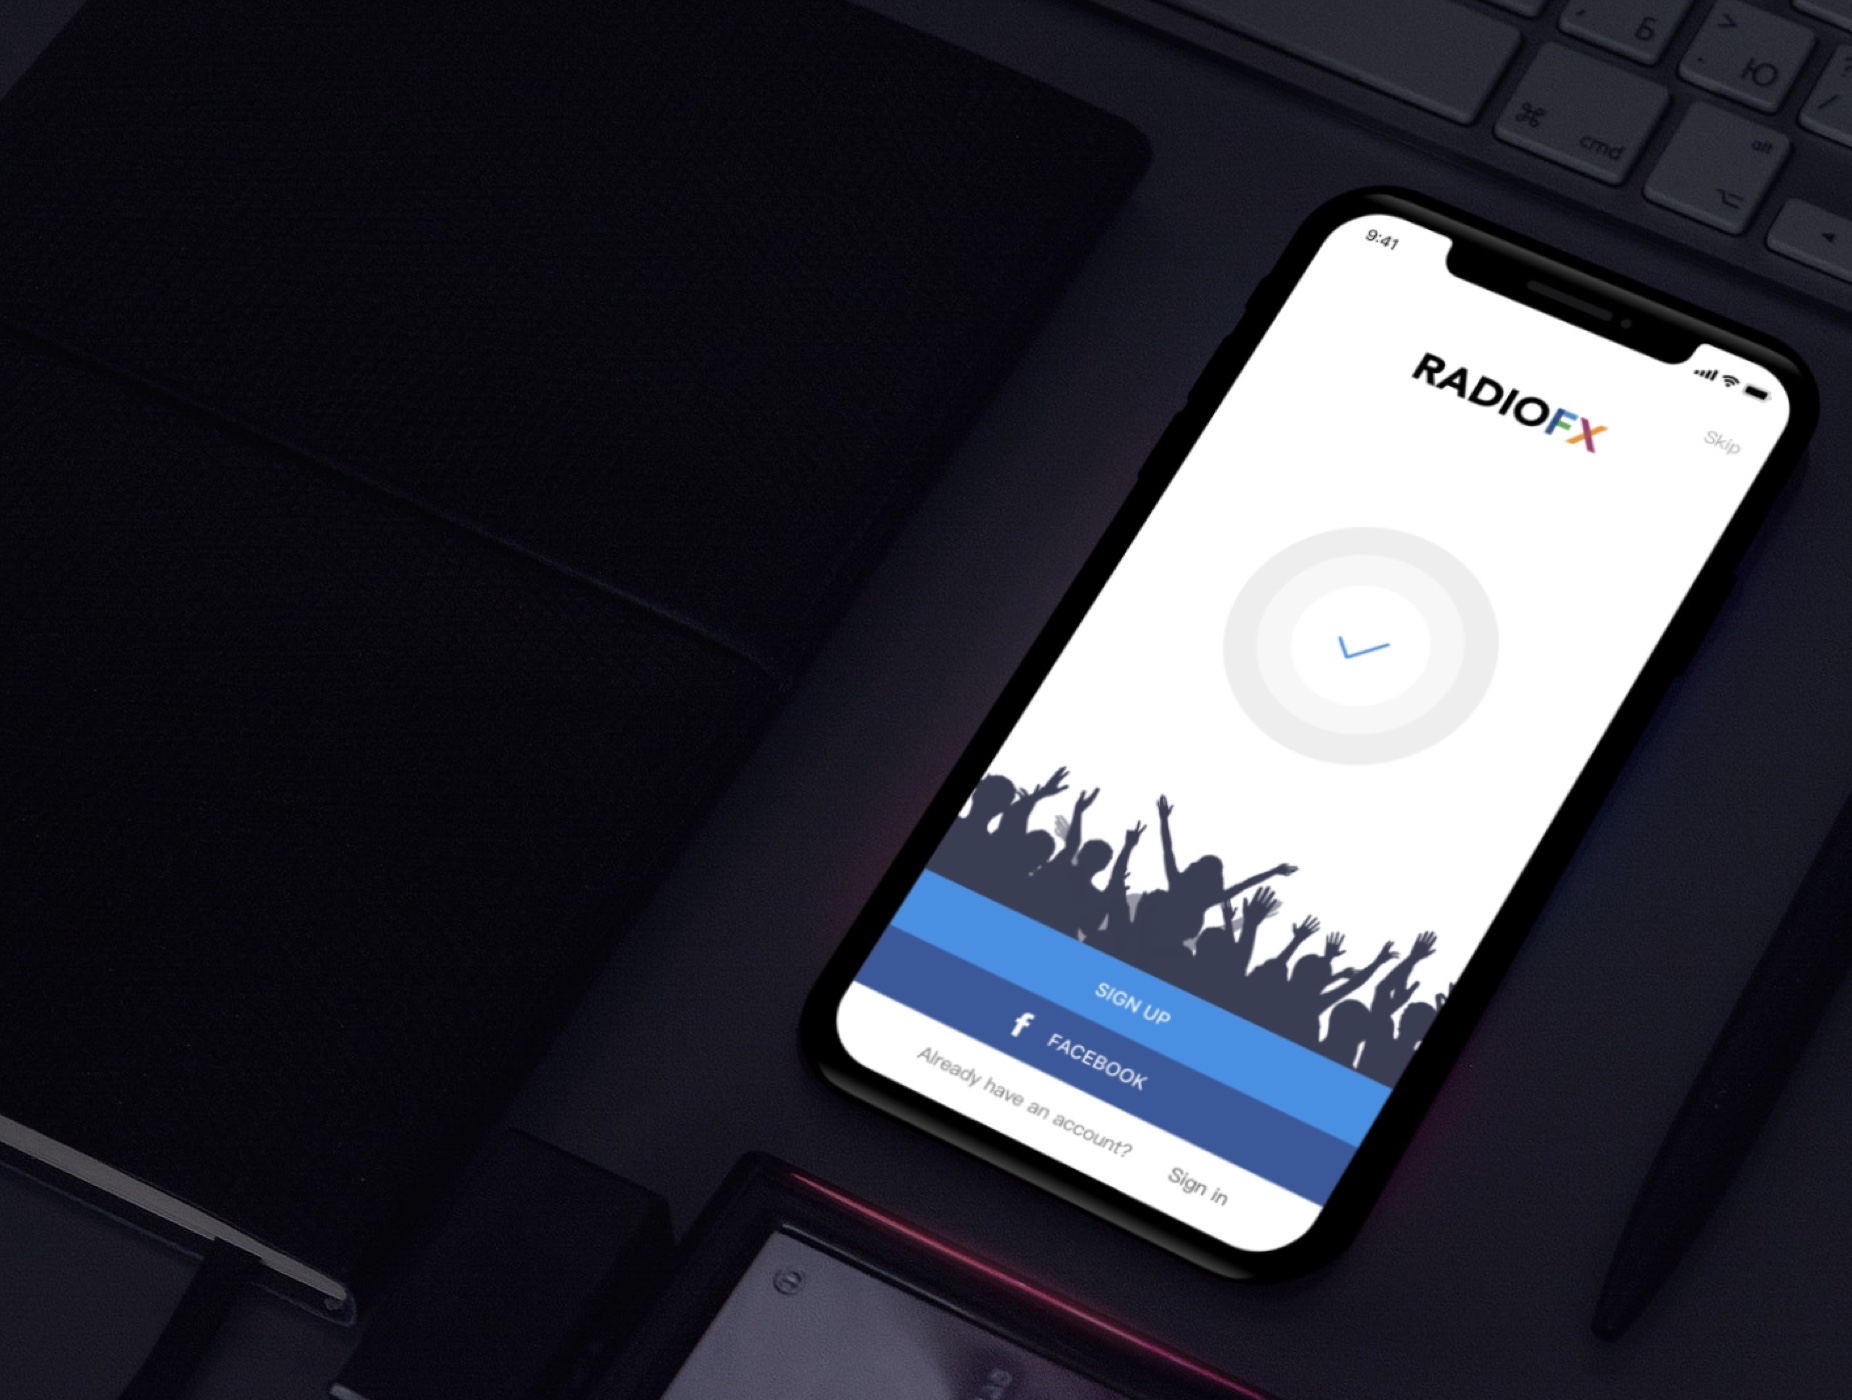 Б
>
.
Ю
?
/
⌘
cmd
alt
⌥
◄
9:41
RADIOFX
Skip
SIGN UP
f FACEBOOK
Already have an account? Sign in